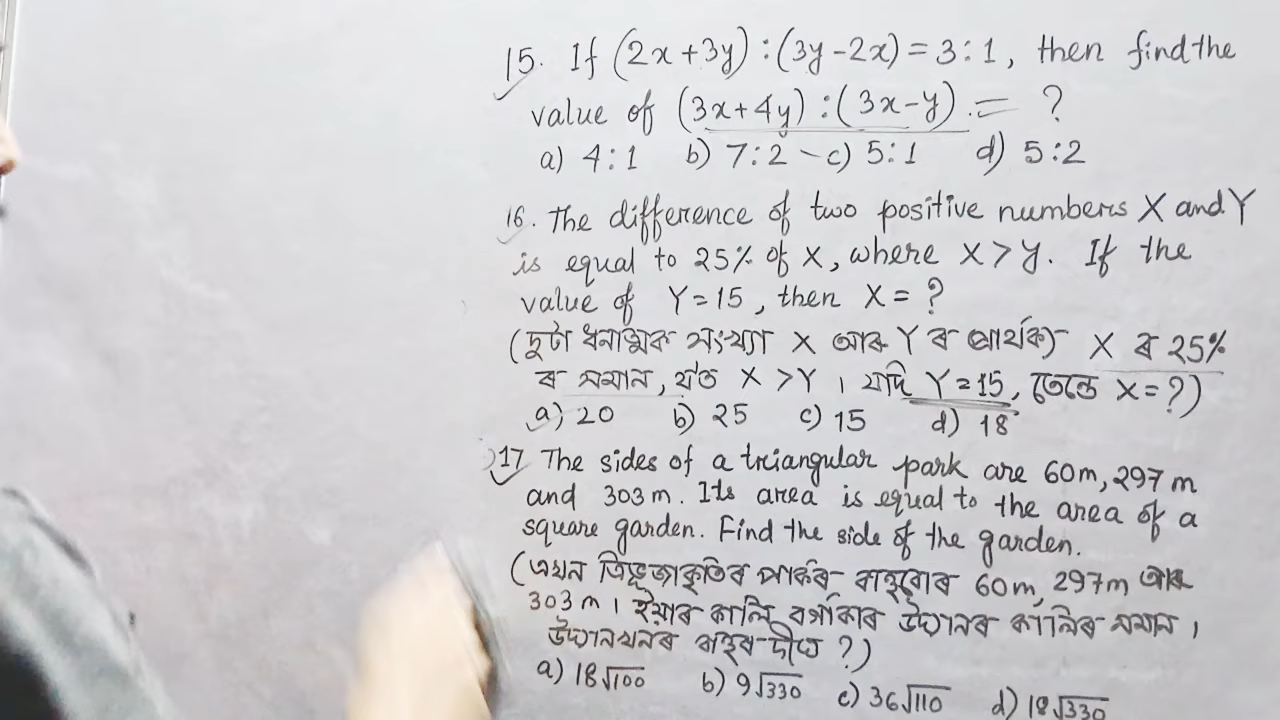 15. If (2x+3y) : (3y-2x) = 3:1, then find the
value of (3x+4y) : (3x-y) = ?
a) 4:1 b) 7:2 c) 5:1 d) 5:2
16. The difference of two positive numbers X and Y
is equal to 25% of X, where X > y. If the
value of Y = 15, then X = ?
(দুটা ধনাত্মক সংখ্যা X আৰু Y ৰ পাৰ্থক্য X ৰ 25%
ৰ সমান, য'ত X > Y । যদি Y = 15, তেন্তে X = ?)
a) 20 b) 25 c) 15 d) 18
17 The sides of a triangular park are 60m, 297m
and 303m. Its area is equal to the area of a
square garden. Find the side of the garden.
(এখন ত্ৰিভূজাকৃতিৰ পাৰ্কৰ বাহুবোৰ 60m, 297m আৰু
303m। ইয়াৰ কালি বৰ্গাকাৰ উদ্যানৰ কালিৰ সমান,
উদ্যানখনৰ বাহুৰ দীঘ ?)
a) 18√100 b) 9√330 c) 36√110 d) 18√330